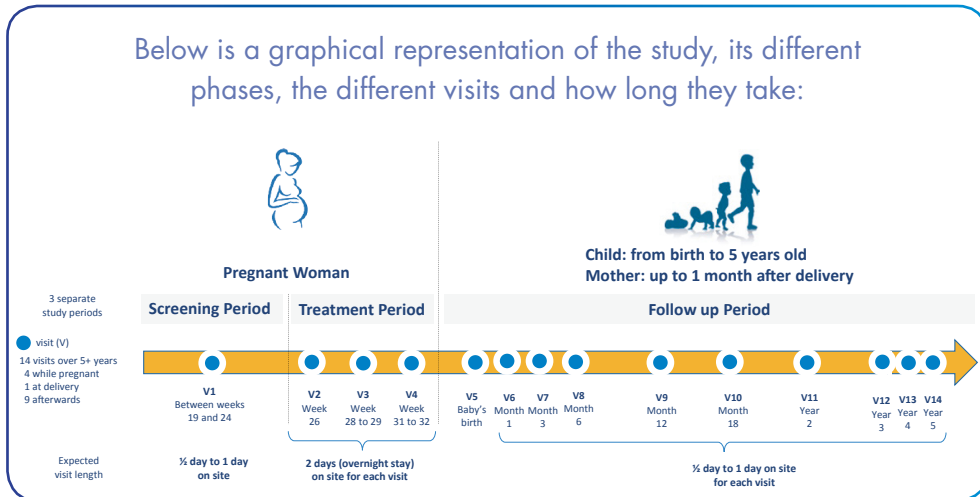 Below is a graphical representation of the study, its different
phases, the different visits and how long they take:
Child: from birth to 5 years old
Mother: up to 1 month after delivery
Pregnant Woman
3 separate
study periods
Screening Period
Treatment Period
Follow up Period
visit (V)
14 visits over 5+ years
4 while pregnant
1 at delivery
9 afterwards
V1
Between weeks
19 and 24
V2
Week
26
V3
Week
28 to 29
V4
Week
31 to 32
V5
Baby's
birth
V6
Month
1
V7
Month
3
V8
Month
6
V9
Month
12
V10
Month
18
V11
Year
2
V12
Year
3
V13
Year
4
V14
Year
5
Expected
visit length
½ day to 1 day
on site
2 days (overnight stay)
on site for each visit
½ day to 1 day on site
for each visit